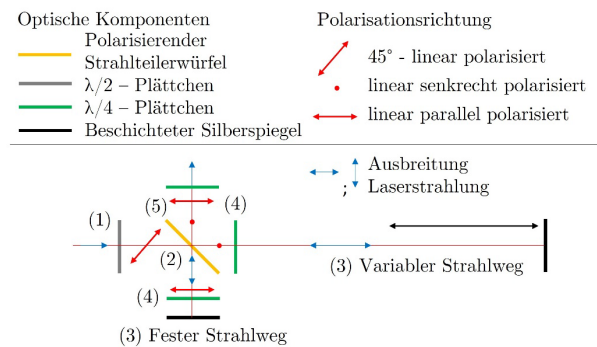 Optische Komponenten
Polarisierender
Strahlteilerwürfel
λ/2 – Plättchen
λ/4 – Plättchen
Beschichteter Silberspiegel
Polarisationsrichtung
45° - linear polarisiert
linear senkrecht polarisiert
linear parallel polarisiert
; Ausbreitung
Laserstrahlung
(1)
(5)
(4)
(2)
(3) Variabler Strahlweg
(4)
(3) Fester Strahlweg